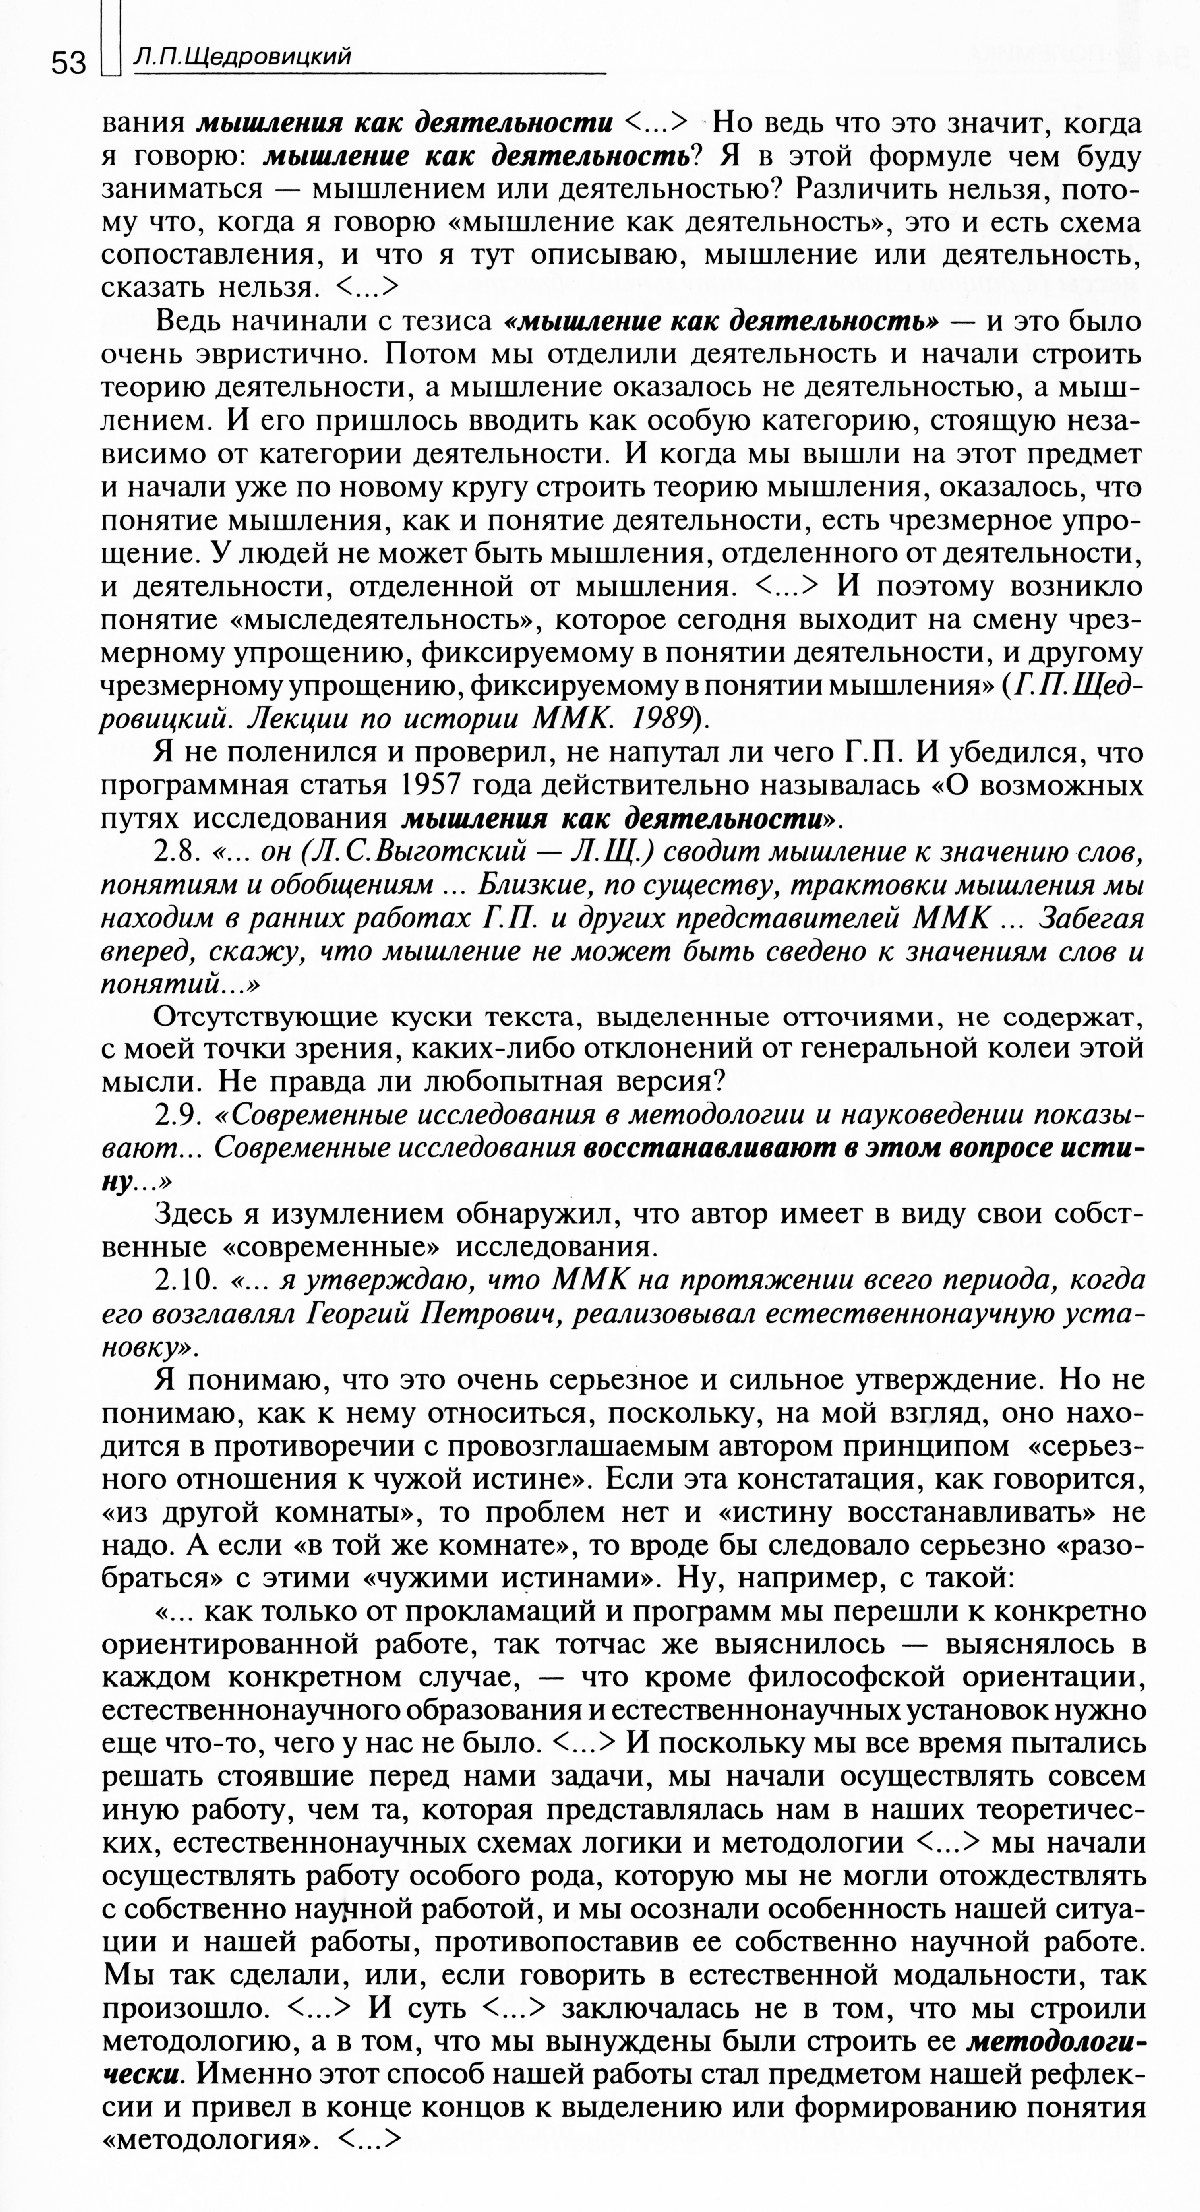 53
Л.П.Щедровицкий
вания мышления как деятельности <...> Но ведь что это значит, когда
я говорю: мышление как деятельность? Я в этой формуле чем буду
заниматься — мышлением или деятельностью? Различить нельзя, пото-
му что, когда я говорю «мышление как деятельность», это и есть схема
сопоставления, и что я тут описываю, мышление или деятельность,
сказать нельзя. <...>
Ведь начинали с тезиса «мышление как деятельность» — и это было
очень эвристично. Потом мы отделили деятельность и начали строить
теорию деятельности, а мышление оказалось не деятельностью, а мыш-
лением. И его пришлось вводить как особую категорию, стоящую неза-
висимо от категории деятельности. И когда мы вышли на этот предмет
и начали уже по новому кругу строить теорию мышления, оказалось, что
понятие мышления, как и понятие деятельности, есть чрезмерное упро-
щение. У людей не может быть мышления, отделенного от деятельности,
и деятельности, отделенной от мышления. <...> И поэтому возникло
понятие «мыследеятельность», которое сегодня выходит на смену чрез-
мерному упрощению, фиксируемому в понятии деятельности, и другому
чрезмерному упрощению, фиксируемому в понятии мышления» (Г.П.Щед-
ровицкий. Лекции по истории ММК. 1989).
Я не поленился и проверил, не напутал ли чего Г.П. И убедился, что
программная статья 1957 года действительно называлась «О возможных
путях исследования мышления как деятельности».
2.8. «... он (Л.С.Выготский — Л.Щ.) сводит мышление к значению слов,
понятиям и обобщениям ... Близкие, по существу, трактовки мышления мы
находим в ранних работах Г.П. и других представителей ММК ... Забегая
вперед, скажу, что мышление не может быть сведено к значениям слов и
понятий...»
Отсутствующие куски текста, выделенные отточиями, не содержат,
с моей точки зрения, каких-либо отклонений от генеральной колеи этой
мысли. Не правда ли любопытная версия?
2.9. «Современные исследования в методологии и науковедении показы-
вают... Современные исследования восстанавливают в этом вопросе исти-
ну...»
Здесь я изумлением обнаружил, что автор имеет в виду свои собст-
венные «современные» исследования.
2.10. «... я утверждаю, что ММК на протяжении всего периода, когда
его возглавлял Георгий Петрович, реализовывал естественнонаучную уста-
новку».
Я понимаю, что это очень серьезное и сильное утверждение. Но не
понимаю, как к нему относиться, поскольку, на мой взгляд, оно нахо-
дится в противоречии с провозглашаемым автором принципом «серьез-
ного отношения к чужой истине». Если эта констатация, как говорится,
«из другой комнаты», то проблем нет и «истину восстанавливать» не
надо. А если «в той же комнате», то вроде бы следовало серьезно «разо-
браться» с этими «чужими истинами». Ну, например, с такой:
«... как только от прокламаций и программ мы перешли к конкретно
ориентированной работе, так тотчас же выяснилось — выяснялось в
каждом конкретном случае, — что кроме философской ориентации,
естественнонаучного образования и естественнонаучных установок нужно
еще что-то, чего у нас не было. <...> И поскольку мы все время пытались
решать стоявшие перед нами задачи, мы начали осуществлять совсем
иную работу, чем та, которая представлялась нам в наших теоретичес-
ких, естественнонаучных схемах логики и методологии <...> мы начали
осуществлять работу особого рода, которую мы не могли отождествлять
с собственно научной работой, и мы осознали особенность нашей ситуа-
ции и нашей работы, противопоставив ее собственно научной работе.
Мы так сделали, или, если говорить в естественной модальности, так
произошло. <...> И суть <...> заключалась не в том, что мы строили
методологию, а в том, что мы вынуждены были строить ее методологи-
чески. Именно этот способ нашей работы стал предметом нашей рефлек-
сии и привел в конце концов к выделению или формированию понятия
«методология». <...>